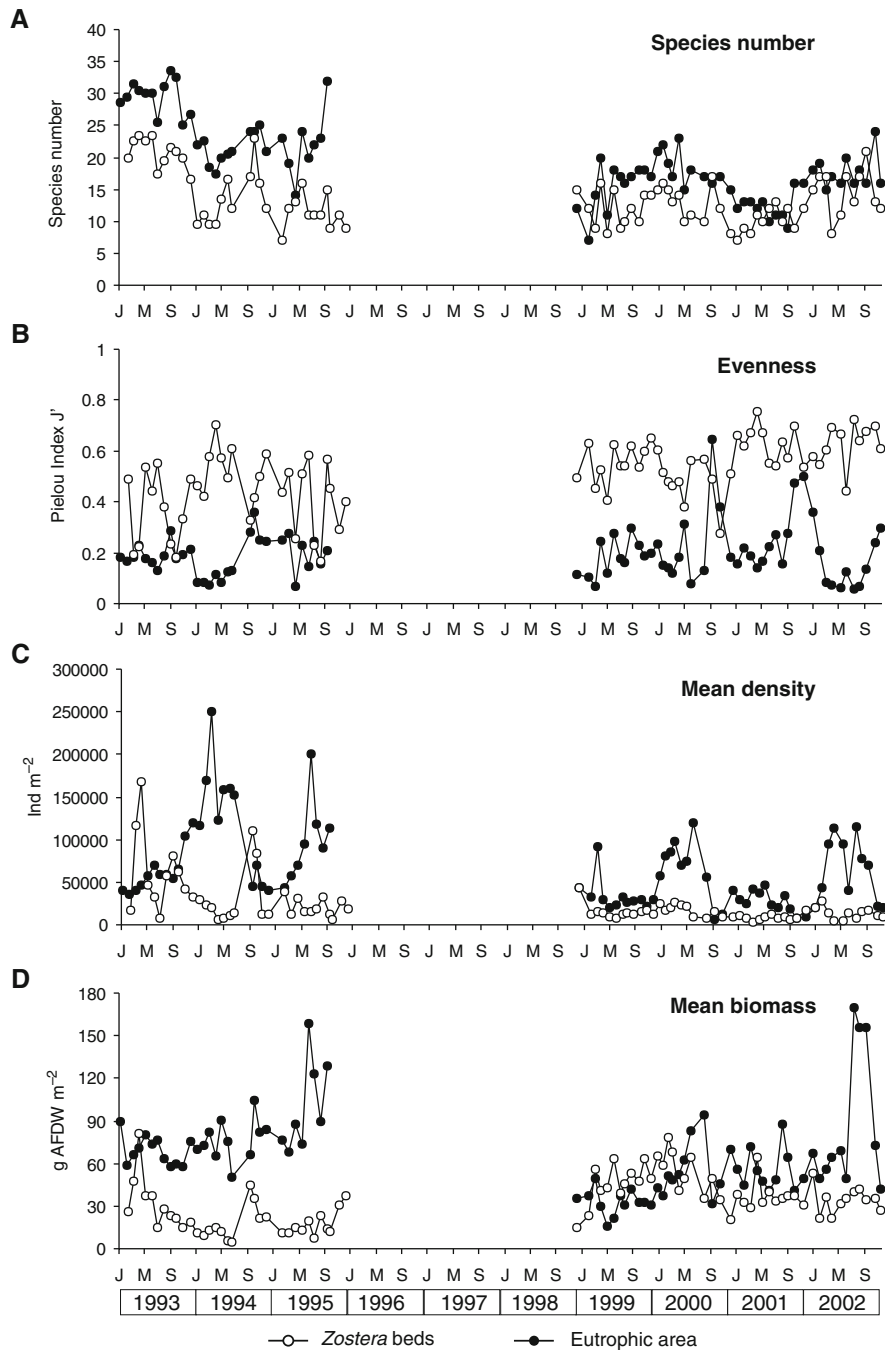 A
Species number
Species number
40
35
30
25
20
15
10
5
0
J M S J M S J M S J M S J M S J M S J M S J M S J M S J M S
B
Evenness
Pielou Index J'
1
0.8
0.6
0.4
0.2
0
J M S J M S J M S J M S J M S J M S J M S J M S J M S J M S
C
Mean density
Ind m⁻²
300000
250000
200000
150000
100000
50000
0
J M S J M S J M S J M S J M S J M S J M S J M S J M S J M S
D
Mean biomass
g AFDW m⁻²
180
150
120
90
60
30
0
J M S J M S J M S J M S J M S J M S J M S J M S J M S J M S
1993 1994 1995 1996 1997 1998 1999 2000 2001 2002
Zostera beds Eutrophic area